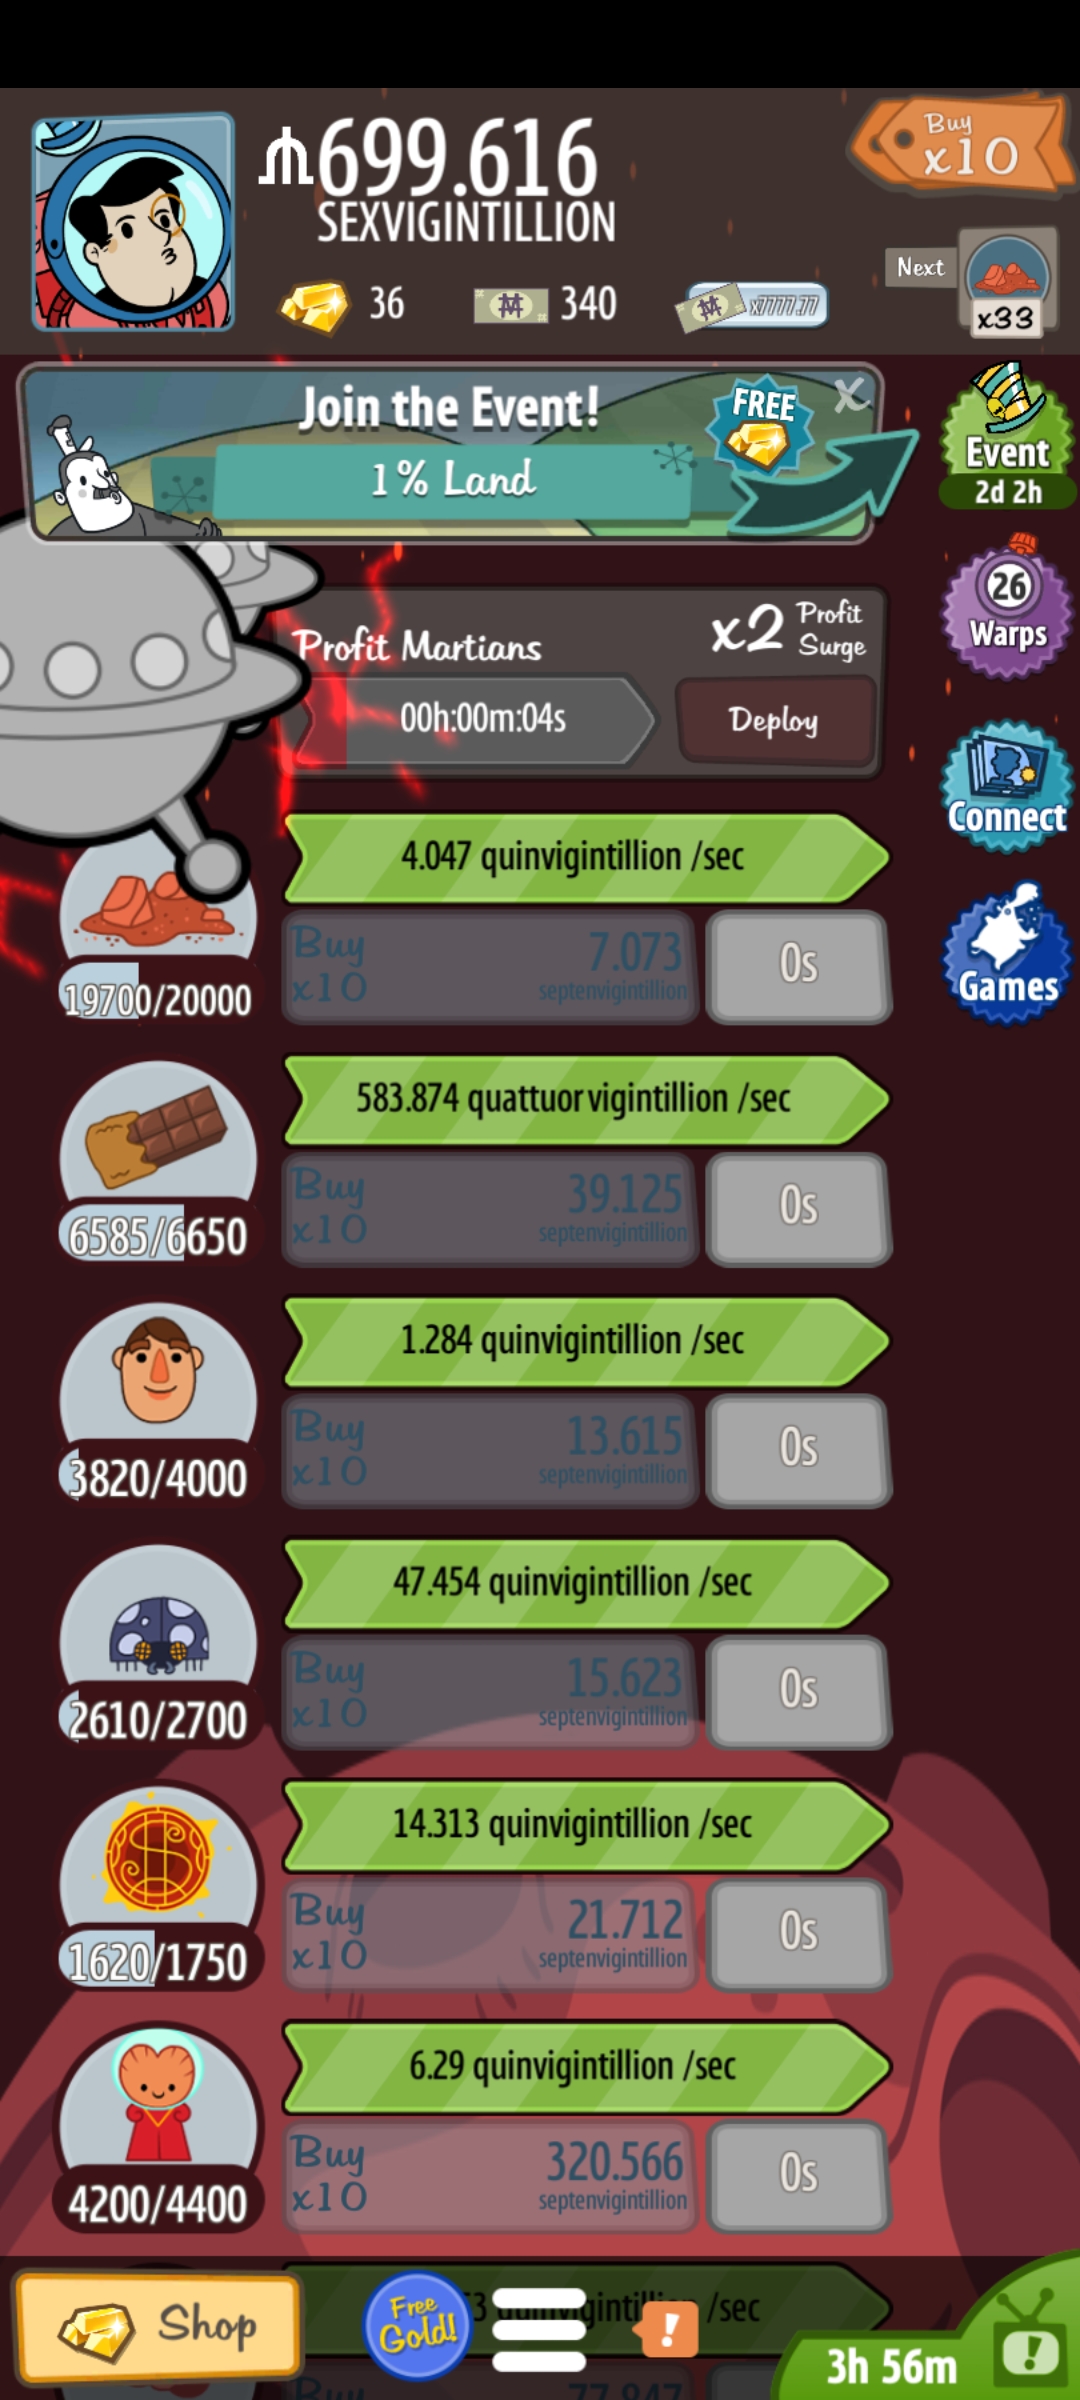 699.616
SEXVIGINTILLION
Buy
x10
36
340
x7777.77
Next
x33
Join the Event!
1% Land
FREE
X
Event
2d 2h
Profit Martians
x2 Profit Surge
00h:00m:04s
Deploy
26
Warps
Connect
Games
4.047 quinvigintillion /sec
19700/20000
Buy x10
7.073
septenvigintillion
0s
583.874 quattuorvigintillion /sec
6585/6650
Buy x10
39.125
septenvigintillion
0s
1.284 quinvigintillion /sec
3820/4000
Buy x10
13.615
septenvigintillion
0s
47.454 quinvigintillion /sec
2610/2700
Buy x10
15.623
septenvigintillion
0s
14.313 quinvigintillion /sec
1620/1750
Buy x10
21.712
septenvigintillion
0s
6.29 quinvigintillion /sec
4200/4400
Buy x10
320.566
septenvigintillion
0s
Shop
Free Gold!
/sec
!
3h 56m
!